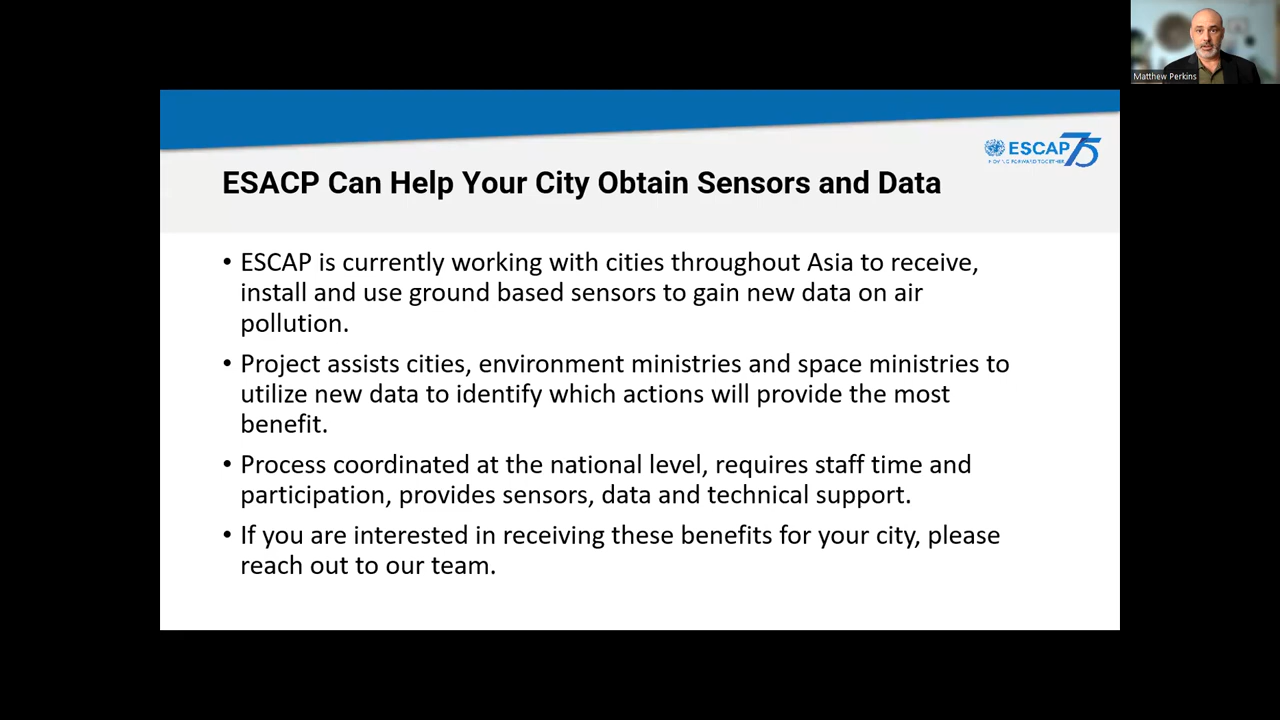 Matthew Perkins
ESCAP 75
ESACP Can Help Your City Obtain Sensors and Data
• ESCAP is currently working with cities throughout Asia to receive,
install and use ground based sensors to gain new data on air
pollution.
• Project assists cities, environment ministries and space ministries to
utilize new data to identify which actions will provide the most
benefit.
• Process coordinated at the national level, requires staff time and
participation, provides sensors, data and technical support.
• If you are interested in receiving these benefits for your city, please
reach out to our team.